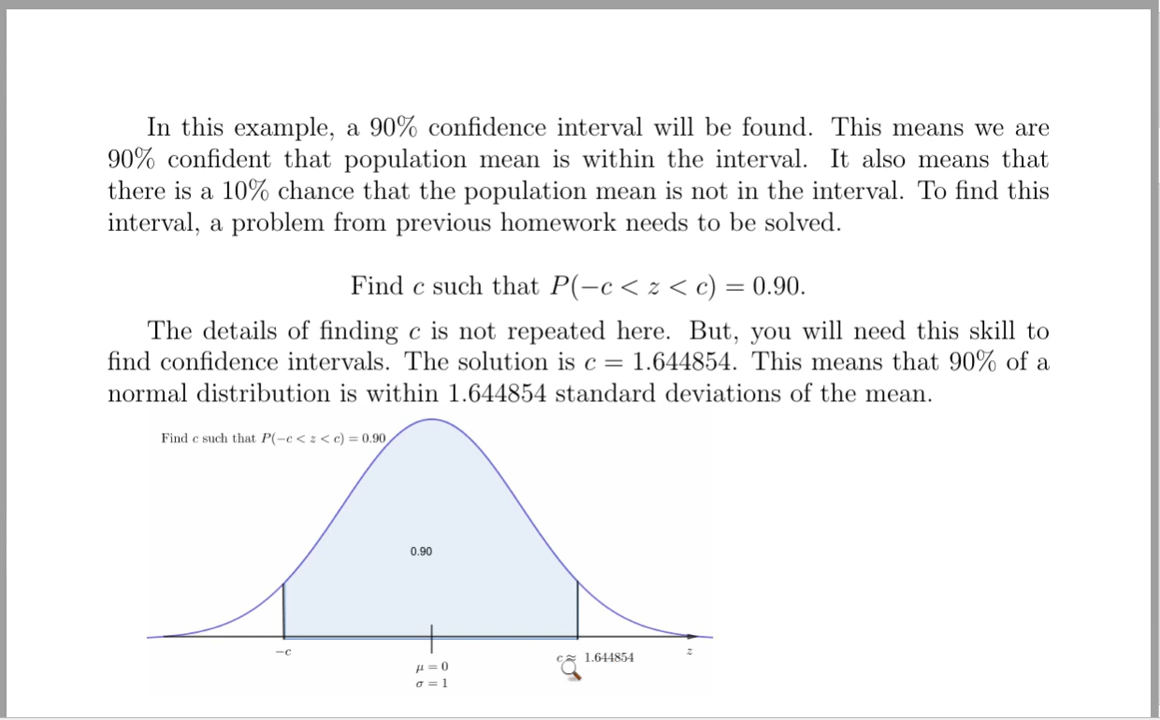 In this example, a 90% confidence interval will be found. This means we are
90% confident that population mean is within the interval. It also means that
there is a 10% chance that the population mean is not in the interval. To find this
interval, a problem from previous homework needs to be solved.
Find c such that P(−c < z < c) = 0.90.
The details of finding c is not repeated here. But, you will need this skill to
find confidence intervals. The solution is c = 1.644854. This means that 90% of a
normal distribution is within 1.644854 standard deviations of the mean.
Find c such that P(−c < z < c) = 0.90
0.90
−c
μ = 0
σ = 1
c ≈ 1.644854
z